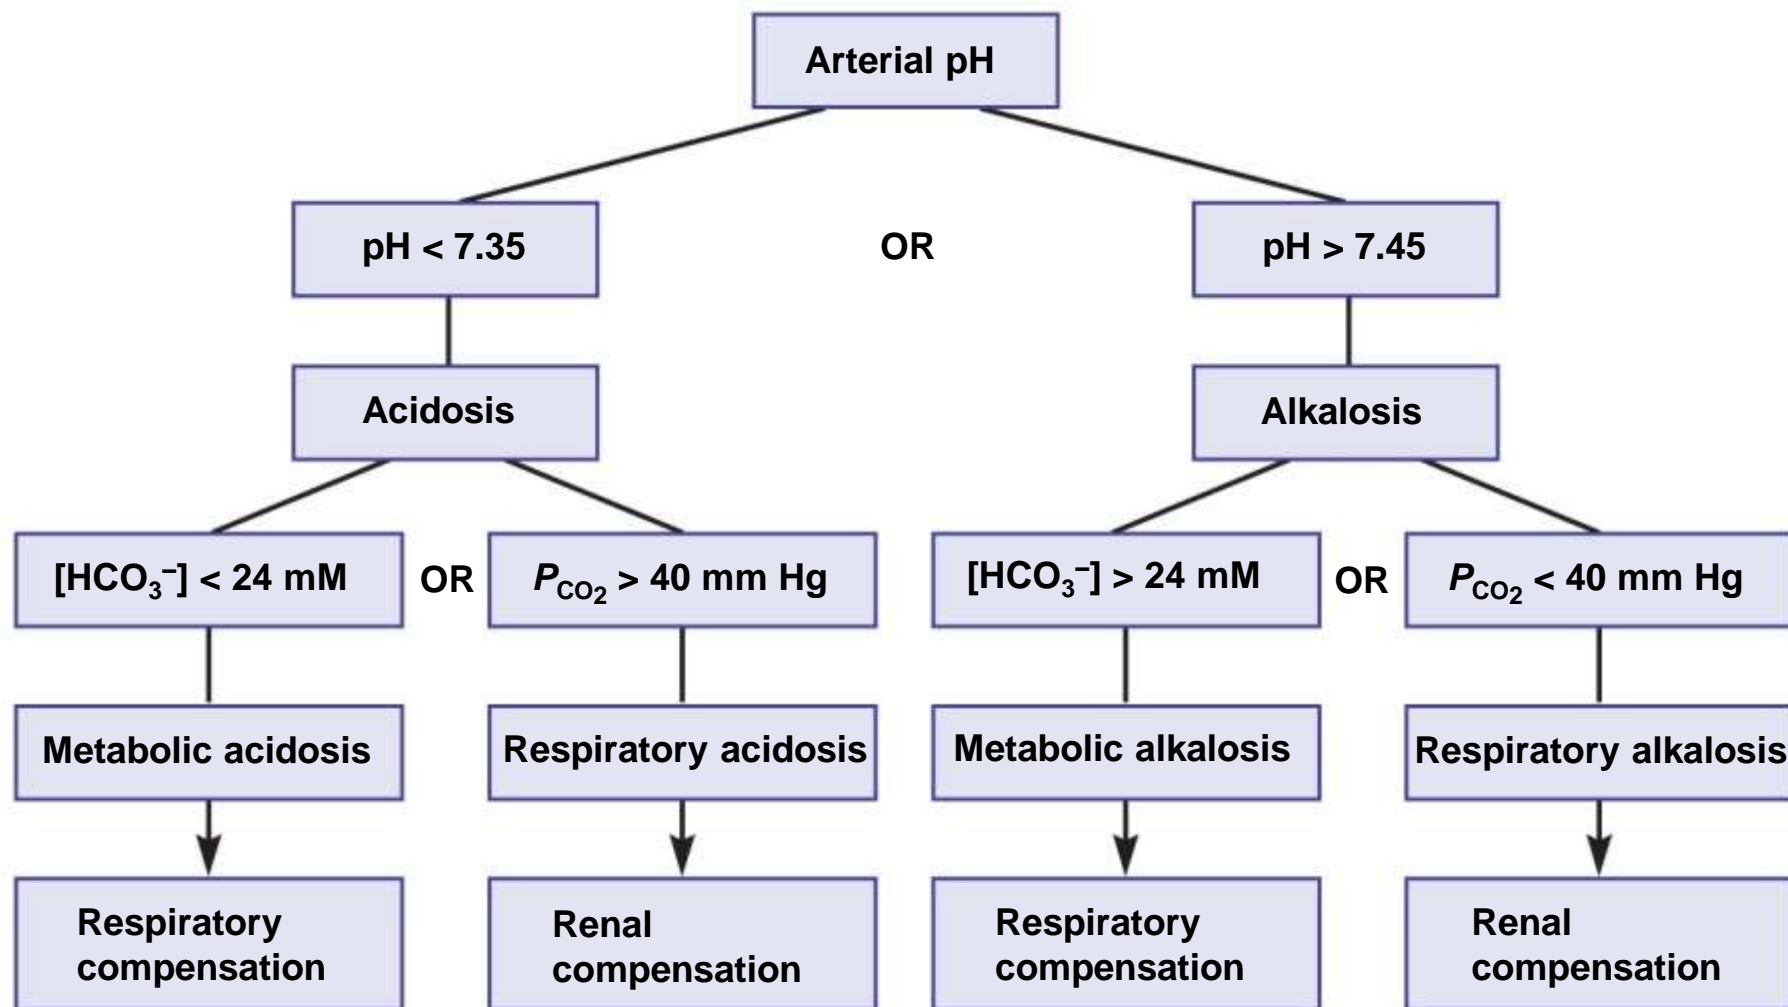 Arterial pH
pH < 7.35
OR
pH > 7.45
Acidosis
Alkalosis
[HCO₃⁻] < 24 mM
OR
P_CO₂ > 40 mm Hg
[HCO₃⁻] > 24 mM
OR
P_CO₂ < 40 mm Hg
Metabolic acidosis
Respiratory acidosis
Metabolic alkalosis
Respiratory alkalosis
Respiratory
compensation
Renal
compensation
Respiratory
compensation
Renal
compensation